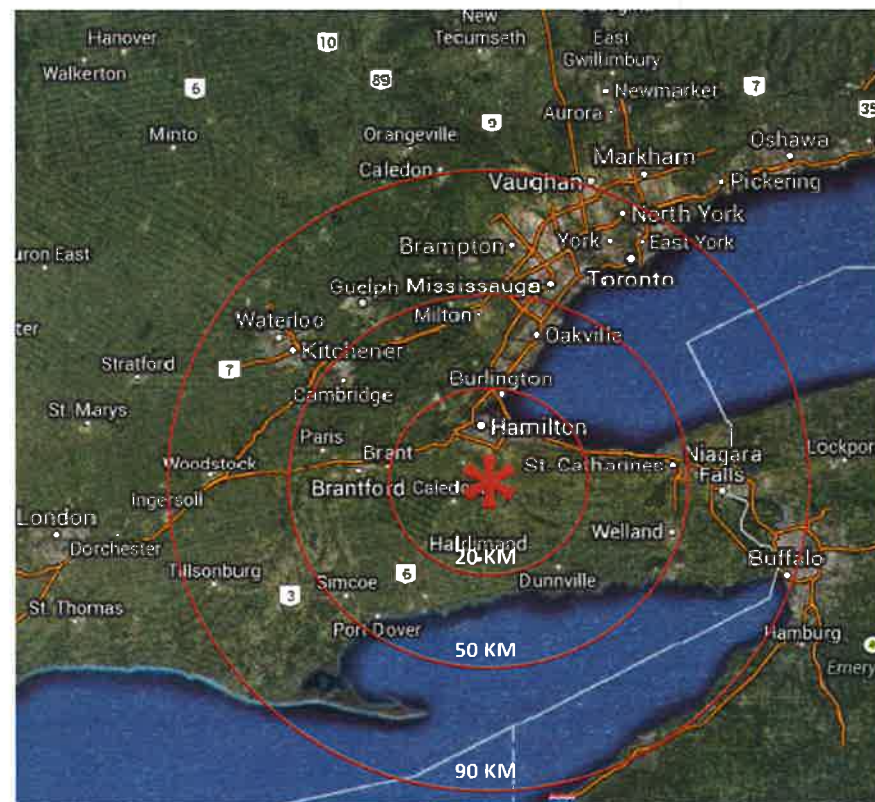 New
Tecumseth
East
Gwillimbury
Hanover
10
Walkerton
6
89
Newmarket
7
Aurora
35
9
Minto
Orangeville
Oshawa
Markham
Caledon
Vaughan
Pickering
North York
Brampton
York
East York
uron East
Toronto
Guelph
Mississauga
Milton
Waterloo
ter
Oakville
Kitchener
Stratford
7
Burlington
Cambridge
St. Marys
Hamilton
Paris
Brant
Lockport
Niagara
Falls
Woodstock
St. Catharines
Brantford
Ingersoll
London
Welland
Haldimand
20 KM
Dorchester
Buffalo
Tillsonburg
6
Simcoe
Dunnville
3
St. Thomas
Port Dover
Hamburg
50 KM
Emery
90 KM